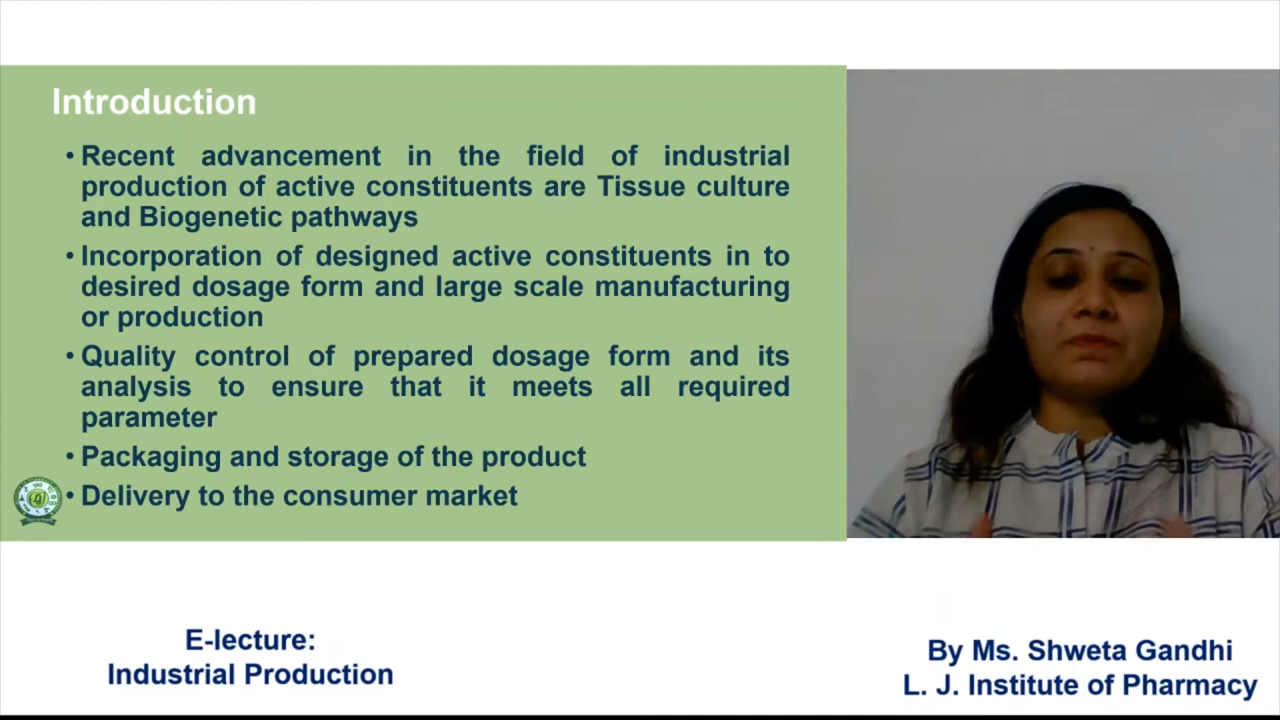 Introduction
• Recent advancement in the field of industrial
production of active constituents are Tissue culture
and Biogenetic pathways
• Incorporation of designed active constituents in to
desired dosage form and large scale manufacturing
or production
• Quality control of prepared dosage form and its
analysis to ensure that it meets all required
parameter
• Packaging and storage of the product
• Delivery to the consumer market
E-lecture:
Industrial Production
By Ms. Shweta Gandhi
L. J. Institute of Pharmacy